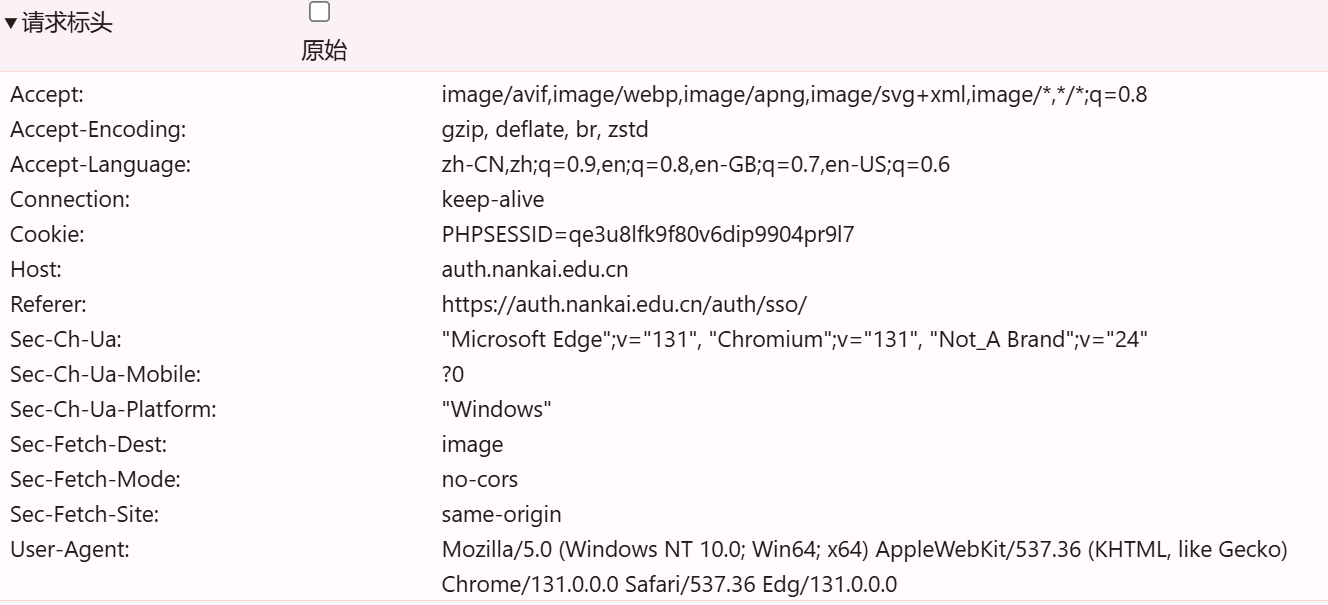 ▼请求标头
原始
Accept: image/avif,image/webp,image/apng,image/svg+xml,image/*,*/*;q=0.8
Accept-Encoding: gzip, deflate, br, zstd
Accept-Language: zh-CN,zh;q=0.9,en;q=0.8,en-GB;q=0.7,en-US;q=0.6
Connection: keep-alive
Cookie: PHPSESSID=qe3u8lfk9f80v6dip9904pr9l7
Host: auth.nankai.edu.cn
Referer: https://auth.nankai.edu.cn/auth/sso/
Sec-Ch-Ua: "Microsoft Edge";v="131", "Chromium";v="131", "Not_A Brand";v="24"
Sec-Ch-Ua-Mobile: ?0
Sec-Ch-Ua-Platform: "Windows"
Sec-Fetch-Dest: image
Sec-Fetch-Mode: no-cors
Sec-Fetch-Site: same-origin
User-Agent: Mozilla/5.0 (Windows NT 10.0; Win64; x64) AppleWebKit/537.36 (KHTML, like Gecko)
Chrome/131.0.0.0 Safari/537.36 Edg/131.0.0.0